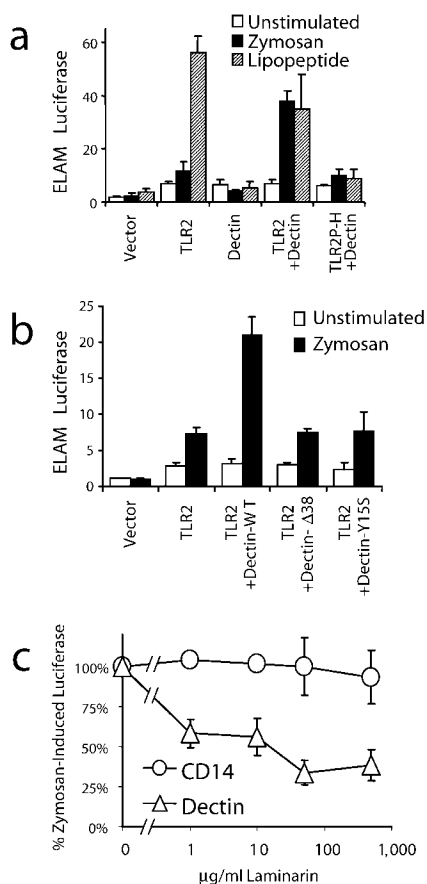 a
Unstimulated
Zymosan
Lipopeptide
ELAM Luciferase
60
40
20
0
Vector
TLR2
Dectin
TLR2
+Dectin
TLR2P-H
+Dectin
b
Unstimulated
Zymosan
ELAM Luciferase
25
20
15
10
5
0
Vector
TLR2
TLR2
+Dectin-WT
TLR2
+Dectin-Δ38
TLR2
+Dectin-Y15S
c
% Zymosan-Induced Luciferase
100%
75%
50%
25%
0%
CD14
Dectin
0 1 10 100 1,000
μg/ml Laminarin